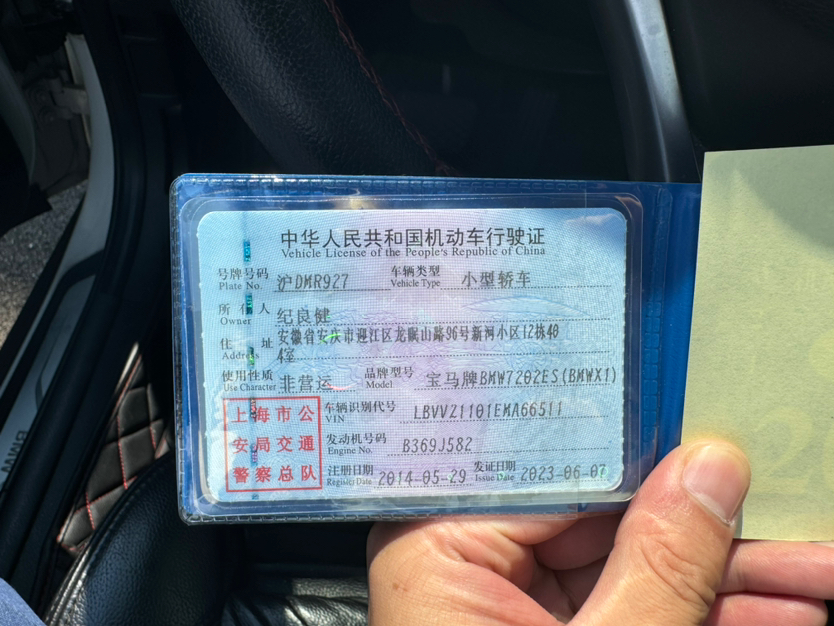 中华人民共和国机动车行驶证
Vehicle License of the People's Republic of China
号牌号码 沪DMR927 车辆类型 小型轿车
Plate No. Vehicle Type
所有人 纪良健
Owner
住址 安徽省安庆市迎江区龙眠山路96号新河小区12栋40
Address 4室
使用性质 非营运 品牌型号 宝马牌BMW7202ES(BMWX1)
Use Character Model
上海市公 车辆识别代号 LBVVZ1101EMA66511
VIN
安局交通 发动机号码 B369J582
Engine No.
警察总队 注册日期 2014-05-29 发证日期 2023-06-07
Register Date Issue Date